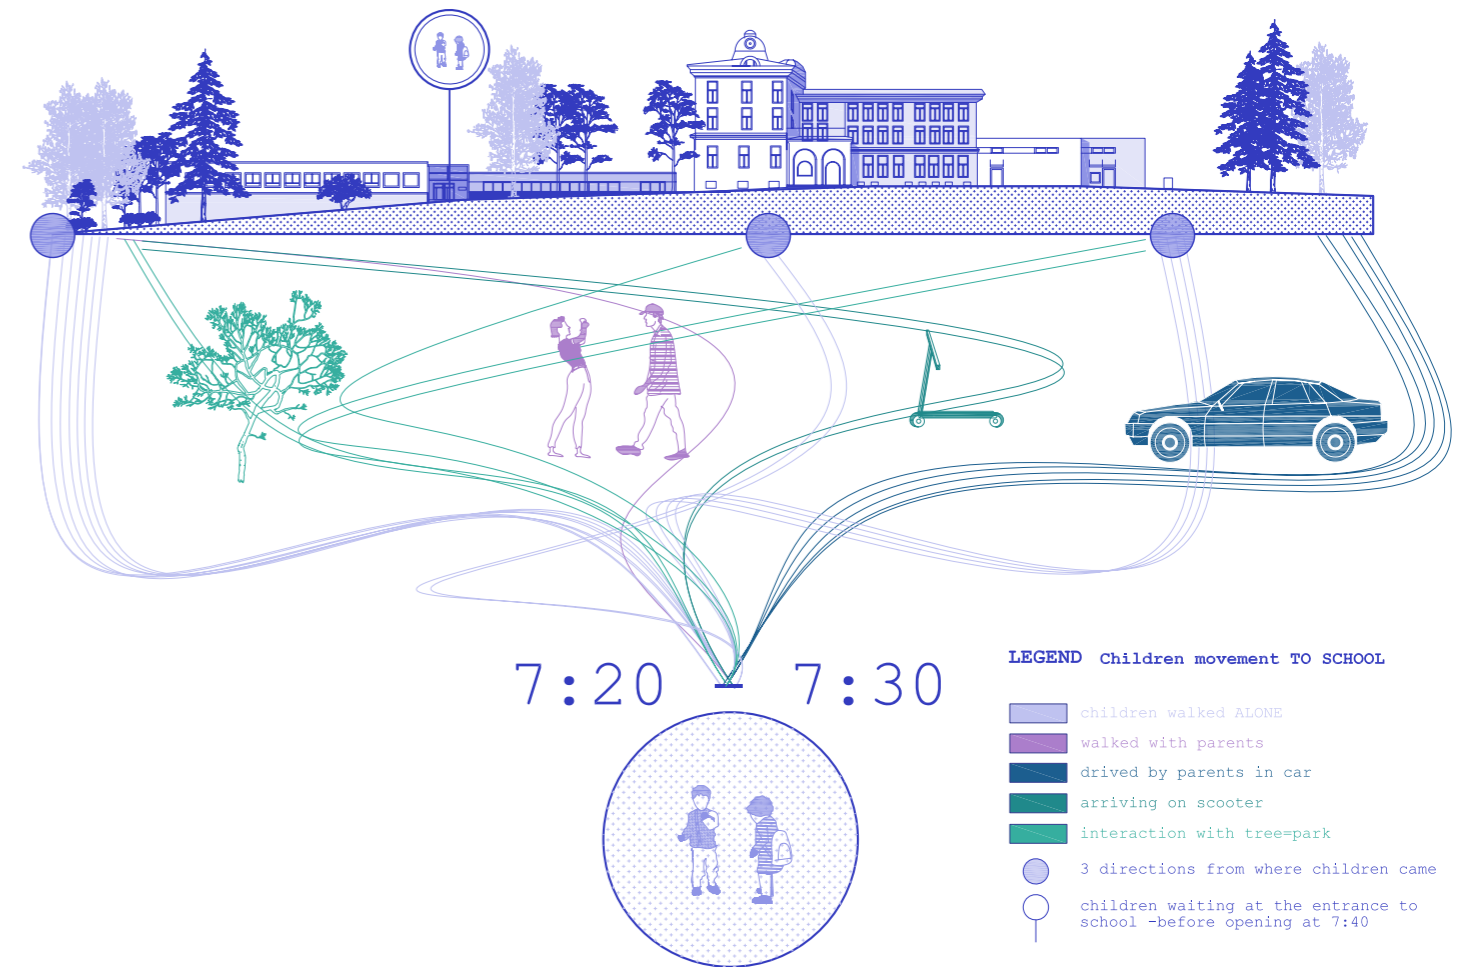 7:20 7:30
LEGEND Children movement TO SCHOOL
children walked ALONE
walked with parents
drived by parents in car
arriving on scooter
interaction with tree=park
3 directions from where children came
children waiting at the entrance to
school -before opening at 7:40